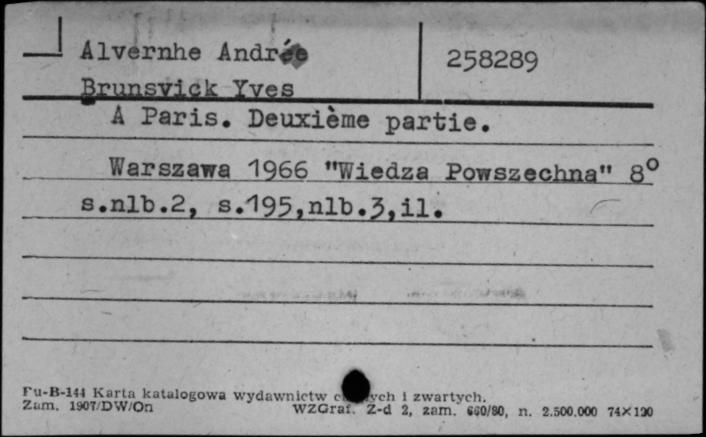 Alvernhe Andrée
258289
Brunsvick Yves
A Paris. Deuxième partie.
Warszawa 1966 "Wiedza Powszechna" 8°
s.nlb.2, s.195,nlb.3,il.
Pu-B-144 Karta katalogowa wydawnictw ych i zwartych.
Zam. 1907/DW/On
WZGraf. Z-d 2, zam. 660/80, n. 2.500.000 74×120